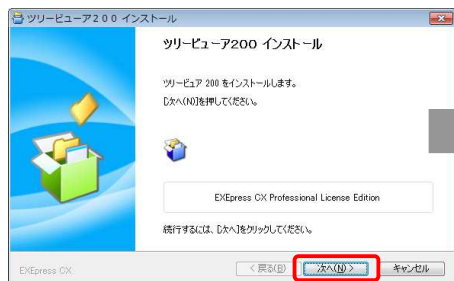 ツリービューア２００ インストール
ツリービューア200 インストール
ツリービュア 200 をインストールします。
[次へ(N)]を押してください。
EXEpress CX Professional License Edition
続行するには、[次へ]をクリックしてください。
EXEpress CX
< 戻る(B)
次へ(N) >
キャンセル